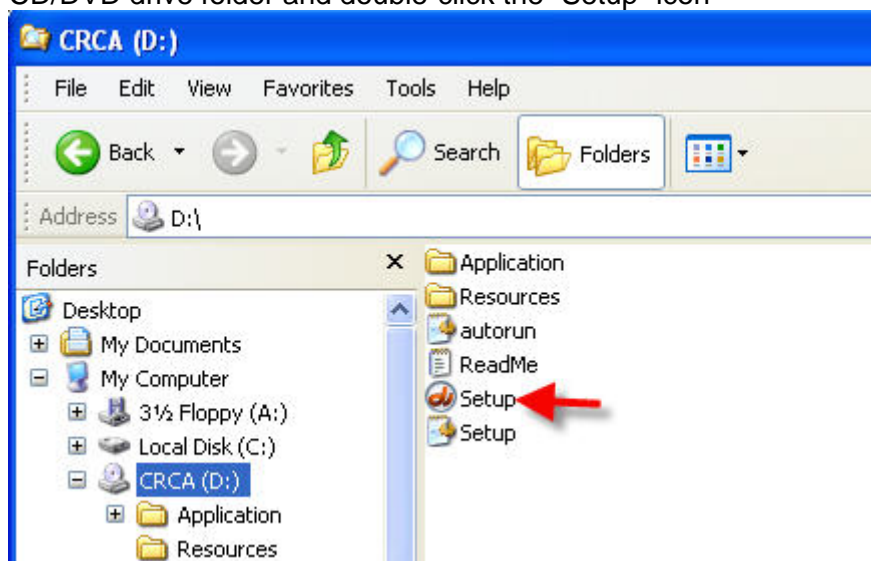 CD/DVD drive folder and double-click the "Setup" icon
CRCA (D:)
File Edit View Favorites Tools Help
Back Search Folders
Address D:\
Folders
Desktop
My Documents
My Computer
3½ Floppy (A:)
Local Disk (C:)
CRCA (D:)
Application
Resources
Application
Resources
autorun
ReadMe
Setup
Setup